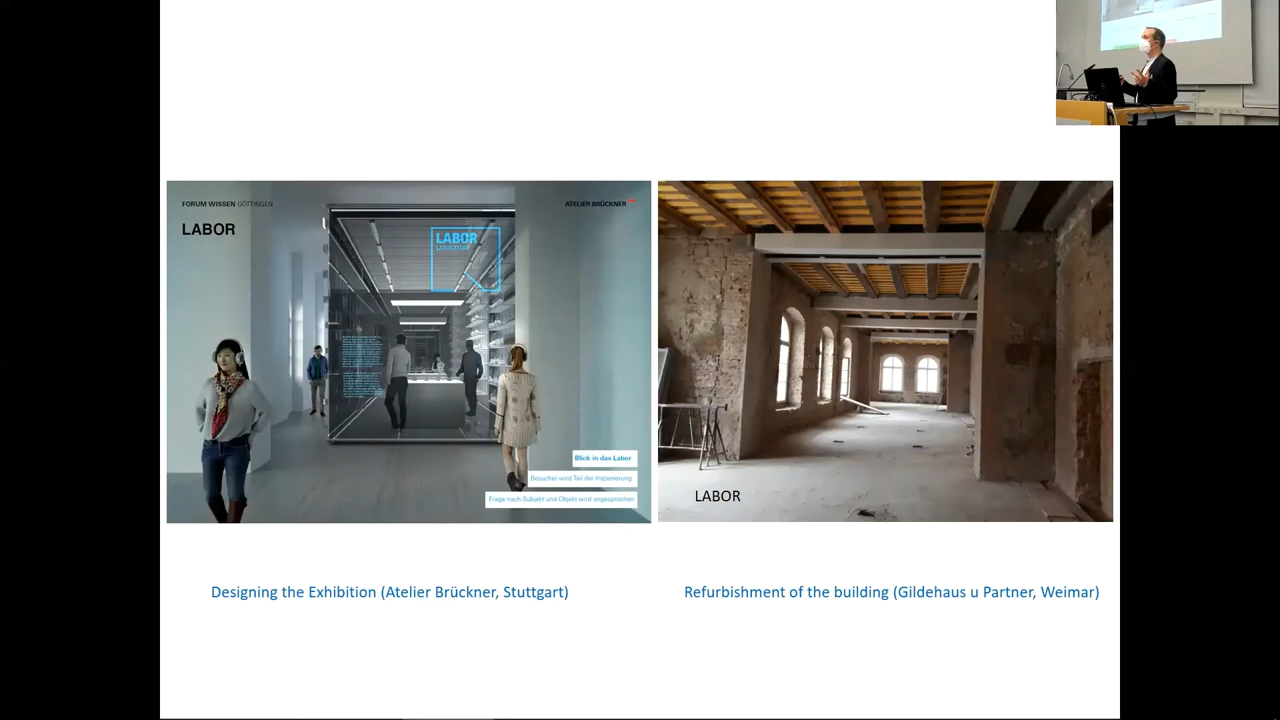 FORUM WISSEN GÖTTINGEN
ATELIER BRÜCKNER
LABOR
LABOR
Blick in das Labor
Besucher wird Teil der Inszenierung
Frage nach Subjekt und Objekt wird angesprochen
LABOR
Designing the Exhibition (Atelier Brückner, Stuttgart)
Refurbishment of the building (Gildehaus u Partner, Weimar)